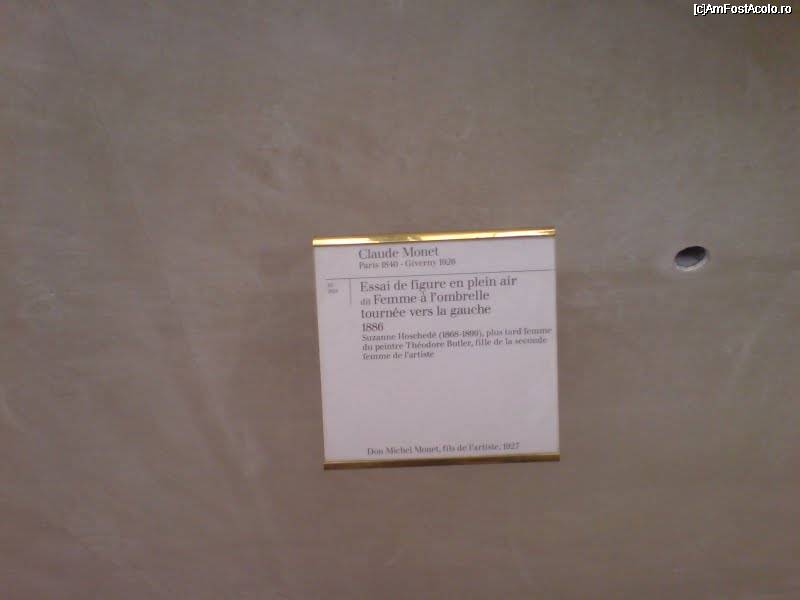 [c]AmFostAcolo.ro
Claude Monet
Paris 1840 - Giverny 1926
Essai de figure en plein air
dit Femme à l'ombrelle
tournée vers la gauche
1886
Suzanne Hoschedé (1868-1899), plus tard femme
du peintre Théodore Butler, fille de la seconde
femme de l'artiste
Don Michel Monet, fils de l'artiste, 1927